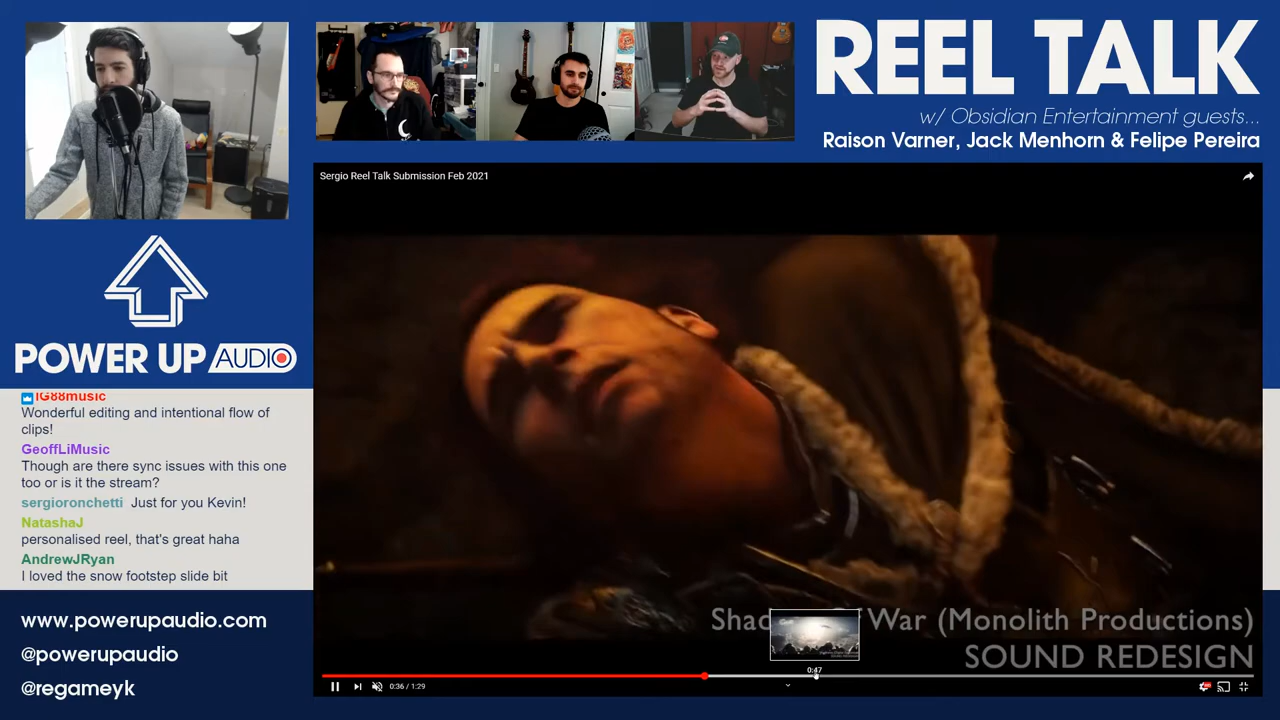 REEL TALK
w/ Obsidian Entertainment guests...
Raison Varner, Jack Menhorn & Felipe Pereira
Sergio Reel Talk Submission Feb 2021
POWER UP AUDIO
IG88music
Wonderful editing and intentional flow of
clips!
GeoffLiMusic
Though are there sync issues with this one
too or is it the stream?
sergioronchetti Just for you Kevin!
NatashaJ
personalised reel, that's great haha
AndrewJRyan
I loved the snow footstep slide bit
www.powerupaudio.com
@powerupaudio
@regameyk
War (Monolith Productions)
SOUND REDESIGN
0:47
0:36 / 1:29